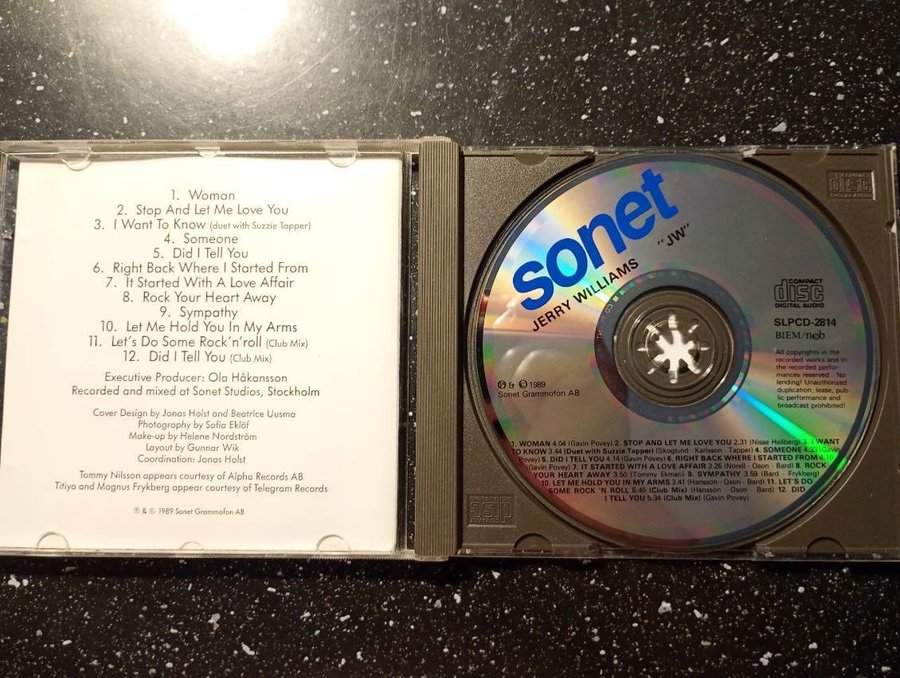 1. Woman
2. Stop And Let Me Love You
3. I Want To Know (duet with Suzzie Tapper)
4. Someone
5. Did I Tell You
6. Right Back Where I Started From
7. It Started With A Love Affair
8. Rock Your Heart Away
9. Sympathy
10. Let Me Hold You In My Arms
11. Let's Do Some Rock'n'roll (Club Mix)
12. Did I Tell You (Club Mix)
Executive Producer: Ola Håkansson
Recorded and mixed at Sonet Studios, Stockholm
Cover Design by Jonas Holst and Beatrice Uusma
Photography by Sofia Eklöf
Make-up by Helene Nordström
Layout by Gunnar Wik
Coordination: Jonas Holst
Tammy Nilsson appears courtesy of Alpha Records AB
Titiyo and Magnus Frykberg appear courtesy of Telegram Records
℗ & © 1989 Sonet Grammofon AB
sonet
JERRY WILLIAMS "JW"
COMPACT
disc
DIGITAL AUDIO
SLPCD-2814
BIEM/ncb
All copyrights in the
recorded works and in
the recorded perfor-
mances reserved - No
lending! Unauthorized
duplication, lease, pu-
blic performance and
broadcast prohibited!
℗ & © 1989
Sonet Grammofon AB
1. WOMAN 4.04 (Gavin Povey) 2. STOP AND LET ME LOVE YOU 2.31 (Nisse Hellberg) 3. I WANT
TO KNOW 3.44 (Duet with Suzzie Tapper) (Skoglund - Karlsson - Tapper) 4. SOMEONE 4.33 (Gavin
Povey) 5. DID I TELL YOU 4.14 (Gavin Povey) 6. RIGHT BACK WHERE I STARTED FROM
7. IT STARTED WITH A LOVE AFFAIR 3.26 (Norell - Oson - Bard) 8. ROCK
YOUR HEART AWAY 3.50 (Tommy Ekman) 9. SYMPATHY 3.59 (Bard - Frykberg)
10. LET ME HOLD YOU IN MY ARMS 3.41 (Hansson - Oson - Bard) 11. LET'S DO
SOME ROCK 'N ROLL 5.45 (Club Mix) (Hansson - Oson - Bard) 12. DID
I TELL YOU 5.34 (Club Mix) (Gavin Povey)